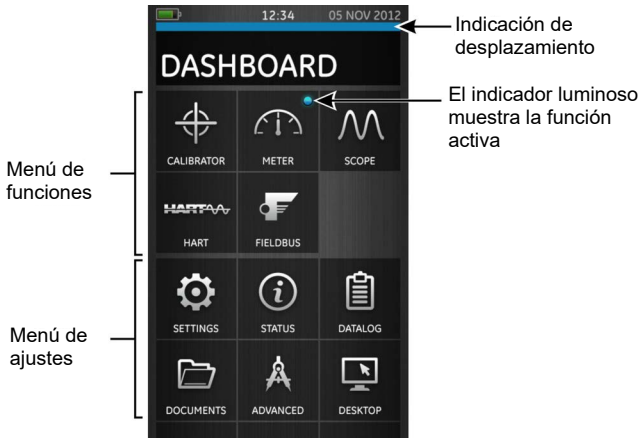 12:34 05 NOV 2012
Indicación de
desplazamiento
DASHBOARD
El indicador luminoso
muestra la función
activa
Menú de
funciones
CALIBRATOR METER SCOPE
HART
HART FIELDBUS
Menú de
ajustes
SETTINGS STATUS DATALOG
DOCUMENTS ADVANCED DESKTOP